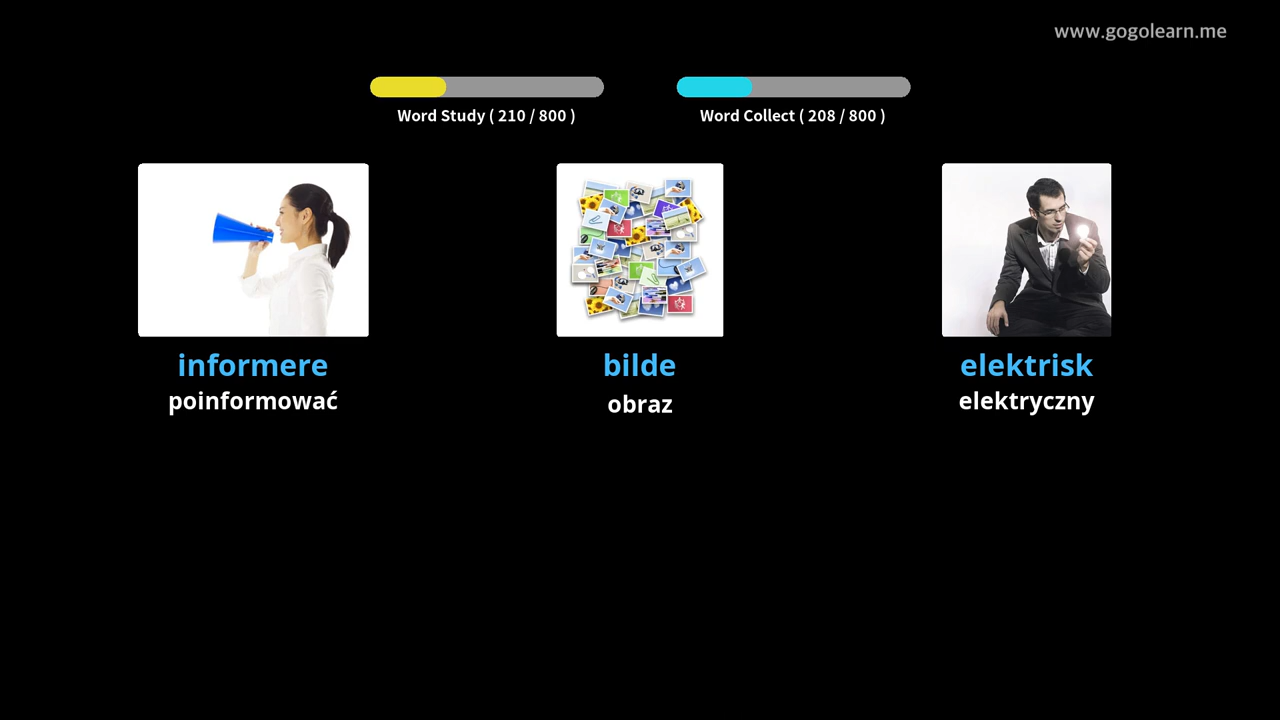 www.gogolearn.me
Word Study ( 210 / 800 )
Word Collect ( 208 / 800 )
informere
poinformować
bilde
obraz
elektrisk
elektryczny